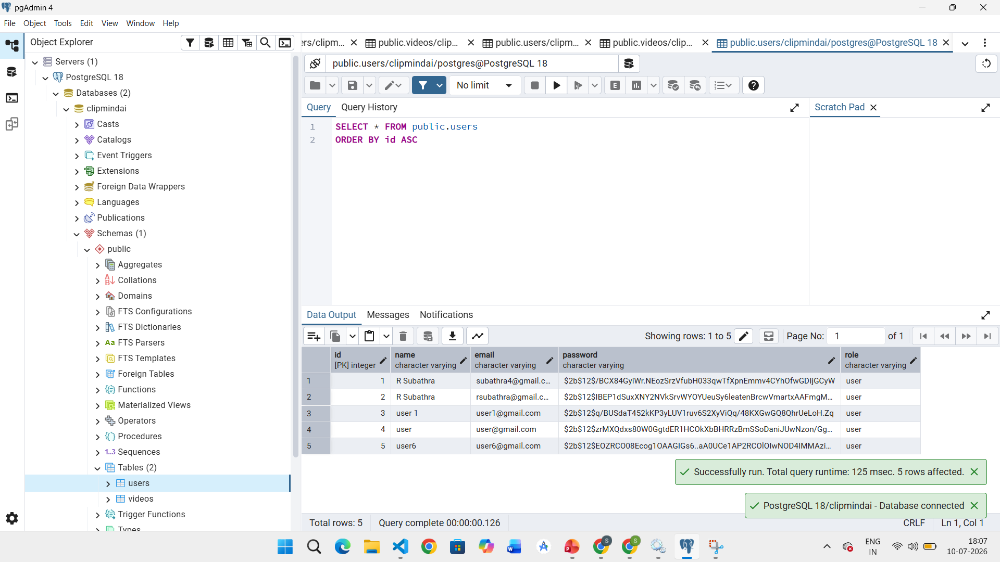 pgAdmin 4
File Object Tools Edit View Window Help
Object Explorer
ers/clipm... public.videos/clip... public.users/clipm... public.videos/clip... public.users/clipmindai/postgres@PostgreSQL 18
Servers (1)
public.users/clipmindai/postgres@PostgreSQL 18
PostgreSQL 18
Databases (2)
No limit
E
clipmindai
Query Query History
Scratch Pad
Casts
1 SELECT * FROM public.users
Catalogs
2 ORDER BY id ASC
Event Triggers
Extensions
Foreign Data Wrappers
Languages
Publications
Schemas (1)
public
Aggregates
Collations
Domains
FTS Configurations
FTS Dictionaries
Aa FTS Parsers
FTS Templates
Foreign Tables
Functions
Materialized Views
Operators
Procedures
1..3 Sequences
Tables (2)
users
videos
Trigger Functions
Types
Data Output Messages Notifications
Showing rows: 1 to 5
Page No: 1 of 1
id name email password role
[PK] integer character varying character varying character varying character varying
1 1 R Subathra subathra4@gmail.c... $2b$12$/BCX84GyiWr.NEozSrzVfubH033qwTfXpnEmmv4CYhOfwGDIjGCyW user
2 2 R Subathra rsubathra@gmail.c... $2b$12$IBEP1dSuxXNY2NVkSrvWYOYUeuSy6leatenBrcwVmartxAAFmgM... user
3 3 user 1 user1@gmail.com $2b$12$q/BUSdaT452kKP3yLUV1ruv6S2XyViQq/48KXGwGQ8QhrUeLoH.Zq user
4 4 user user@gmail.com $2b$12$zrMXQdxs80W0GgtdER1HCOkXbBHRRzBmSSoDaniJUwNzon/Gg... user
5 5 user6 user6@gmail.com $2b$12$EOZRCO08Ecog1OAAGIGs6..aA0UCe1AP2RCOlOIwNOD4IMMAzi... user
Successfully run. Total query runtime: 125 msec. 5 rows affected.
PostgreSQL 18/clipmindai - Database connected
Total rows: 5 Query complete 00:00:00.126
CRLF Ln 1, Col 1
S
S
ENG
IN
18:07
10-07-2026